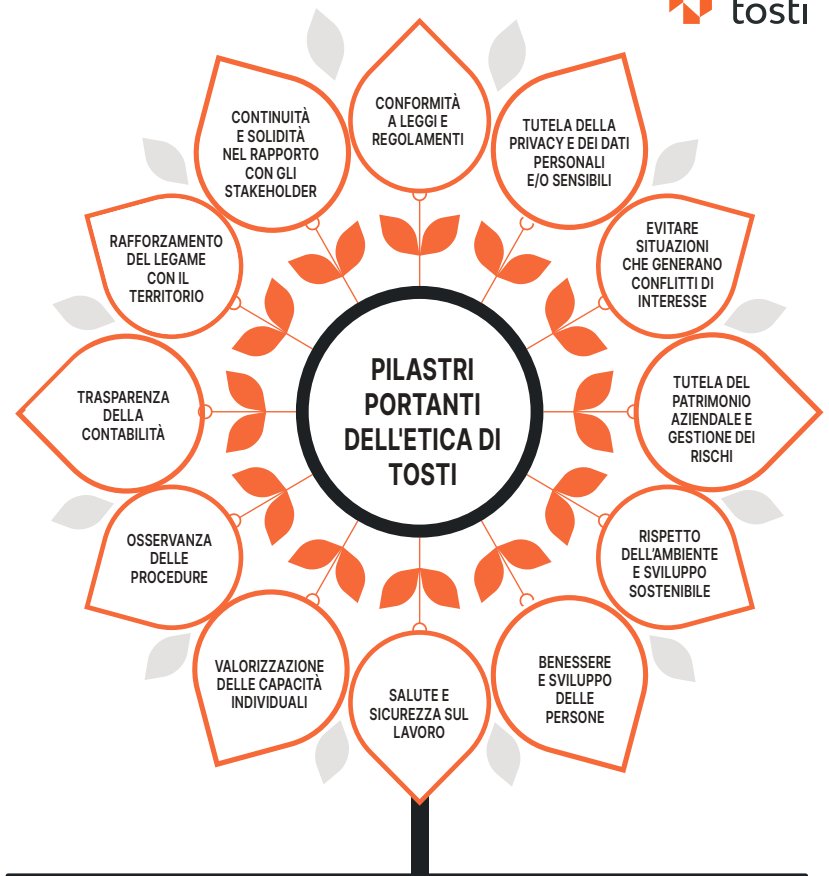 tosti
CONFORMITÀ
A LEGGI E
REGOLAMENTI
TUTELA DELLA
PRIVACY E DEI DATI
PERSONALI
E/O SENSIBILI
EVITARE
SITUAZIONI
CHE GENERANO
CONFLITTI DI
INTERESSE
TUTELA DEL
PATRIMONIO
AZIENDALE E
GESTIONE DEI
RISCHI
RISPETTO
DELL'AMBIENTE
E SVILUPPO
SOSTENIBILE
BENESSERE
E SVILUPPO
DELLE
PERSONE
SALUTE E
SICUREZZA SUL
LAVORO
VALORIZZAZIONE
DELLE CAPACITÀ
INDIVIDUALI
OSSERVANZA
DELLE
PROCEDURE
TRASPARENZA
DELLA
CONTABILITÀ
RAFFORZAMENTO
DEL LEGAME
CON IL
TERRITORIO
CONTINUITÀ
E SOLIDITÀ
NEL RAPPORTO
CON GLI
STAKEHOLDER
PILASTRI
PORTANTI
DELL'ETICA DI
TOSTI